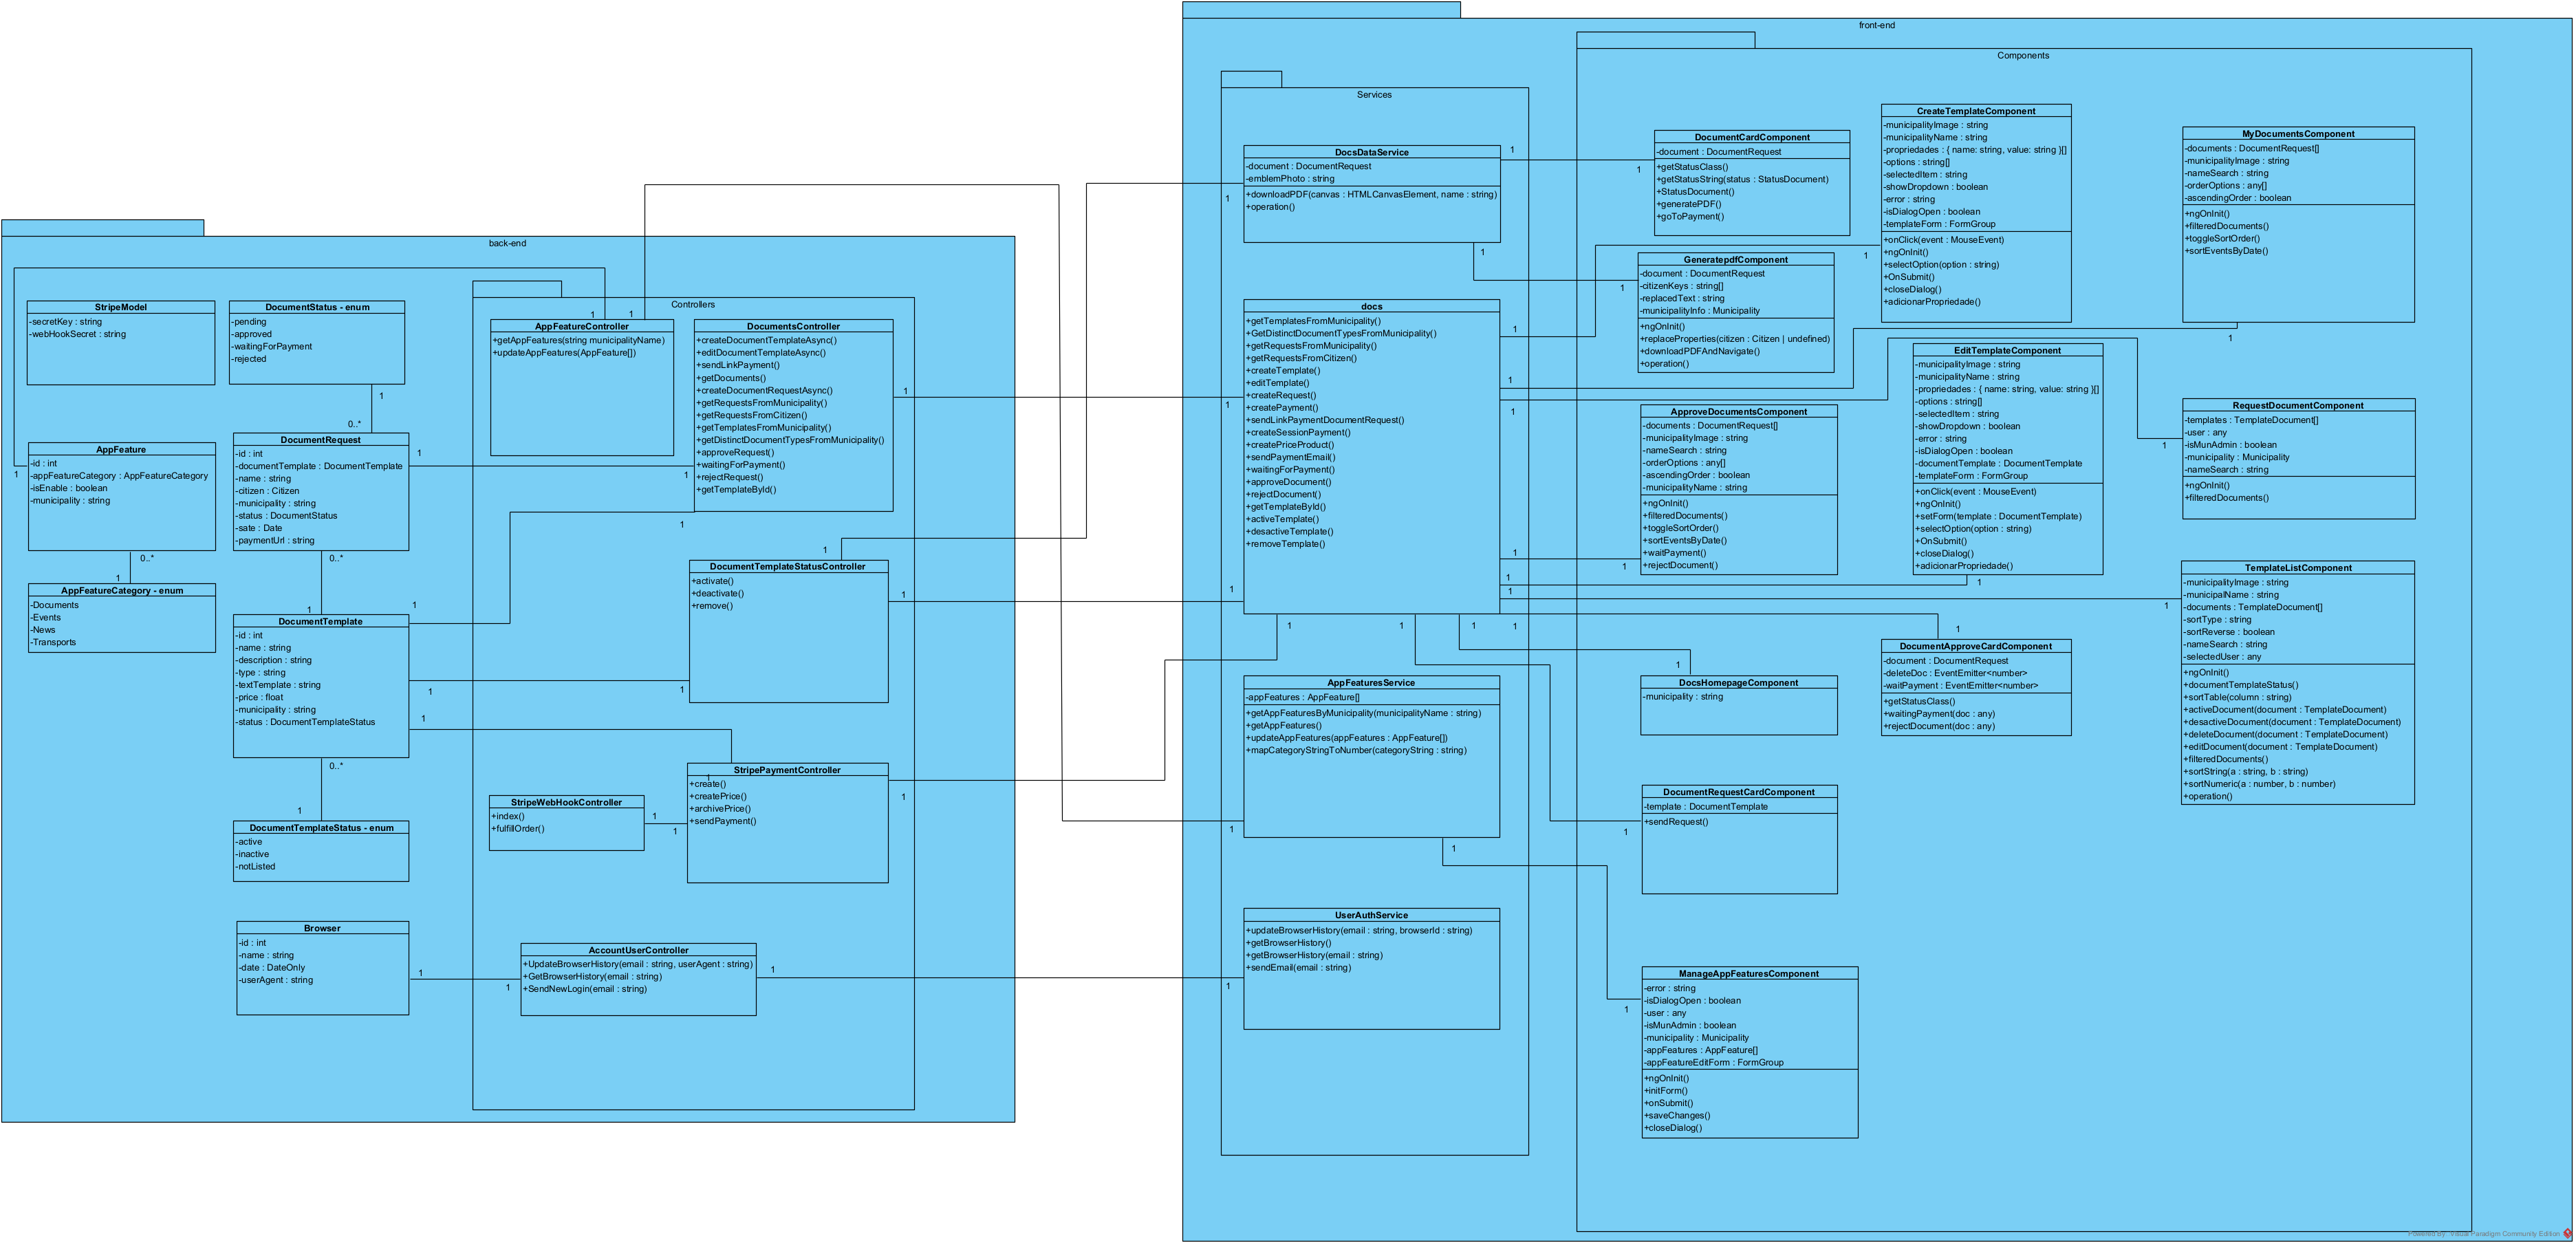 back-end
StripeModel
-secretKey : string
-webHookSecret : string
DocumentStatus - enum
-pending
-approved
-waitingForPayment
-rejected
1
0..*
AppFeature
-id : int
-appFeatureCategory : AppFeatureCategory
-isEnable : boolean
-municipality : string
1
0..*
1
AppFeatureCategory - enum
-Documents
-Events
-News
-Transports
DocumentRequest
-id : int
-documentTemplate : DocumentTemplate
-name : string
-citizen : Citizen
-municipality : string
-status : DocumentStatus
-sate : Date
-paymentUrl : string
1
0..*
1
1
DocumentTemplate
-id : int
-name : string
-description : string
-type : string
-textTemplate : string
-price : float
-municipality : string
-status : DocumentTemplateStatus
1
1
0..*
1
DocumentTemplateStatus - enum
-active
-inactive
-notListed
Browser
-id : int
-name : string
-date : DateOnly
-userAgent : string
1
Controllers
1
1
AppFeatureController
+getAppFeatures(string municipalityName)
+updateAppFeatures(AppFeature[])
DocumentsController
+createDocumentTemplateAsync()
+editDocumentTemplateAsync()
+sendLinkPayment()
+getDocuments()
+createDocumentRequestAsync()
+getRequestsFromMunicipality()
+getRequestsFromCitizen()
+getTemplatesFromMunicipality()
+getDistinctDocumentTypesFromMunicipality()
+approveRequest()
+waitingForPayment()
+rejectRequest()
+getTemplateById()
1
1
1
1
DocumentTemplateStatusController
+activate()
+deactivate()
+remove()
1
1
StripePaymentController
1
+create()
+createPrice()
+archivePrice()
+sendPayment()
1
StripeWebHookController
+index()
+fulfillOrder()
1
1
AccountUserController
+UpdateBrowserHistory(email : string, userAgent : string)
+GetBrowserHistory(email : string)
+SendNewLogin(email : string)
1
1
front-end
Services
DocsDataService
-document : DocumentRequest
-emblemPhoto : string
+downloadPDF(canvas : HTMLCanvasElement, name : string)
+operation()
1
1
1
docs
+getTemplatesFromMunicipality()
+GetDistinctDocumentTypesFromMunicipality()
+getRequestsFromMunicipality()
+getRequestsFromCitizen()
+createTemplate()
+editTemplate()
+createRequest()
+createPayment()
+sendLinkPaymentDocumentRequest()
+createSessionPayment()
+createPriceProduct()
+sendPaymentEmail()
+waitingForPayment()
+approveDocument()
+rejectDocument()
+getTemplateById()
+activeTemplate()
+desactiveTemplate()
+removeTemplate()
1
1
1
1
1
1
1
1
1
1
1
1
AppFeaturesService
-appFeatures : AppFeature[]
+getAppFeaturesByMunicipality(municipalityName : string)
+getAppFeatures()
+updateAppFeatures(appFeatures : AppFeature[])
+mapCategoryStringToNumber(categoryString : string)
1
1
UserAuthService
+updateBrowserHistory(email : string, browserId : string)
+getBrowserHistory()
+getBrowserHistory(email : string)
+sendEmail(email : string)
1
Components
DocumentCardComponent
-document : DocumentRequest
+getStatusClass()
+getStatusString(status : StatusDocument)
+StatusDocument()
+generatePDF()
+goToPayment()
1
GeneratepdfComponent
-document : DocumentRequest
-citizenKeys : string[]
-replacedText : string
-municipalityInfo : Municipality
+ngOnInit()
+replaceProperties(citizen : Citizen | undefined)
+downloadPDFAndNavigate()
+operation()
1
ApproveDocumentsComponent
-documents : DocumentRequest[]
-municipalityImage : string
-nameSearch : string
-orderOptions : any[]
-ascendingOrder : boolean
-municipalityName : string
+ngOnInit()
+filteredDocuments()
+toggleSortOrder()
+sortEventsByDate()
+waitPayment()
+rejectDocument()
1
1
DocsHomepageComponent
-municipality : string
DocumentRequestCardComponent
-template : DocumentTemplate
+sendRequest()
1
ManageAppFeaturesComponent
-error : string
-isDialogOpen : boolean
-user : any
-isMunAdmin : boolean
-municipality : Municipality
-appFeatures : AppFeature[]
-appFeatureEditForm : FormGroup
+ngOnInit()
+initForm()
+onSubmit()
+saveChanges()
+closeDialog()
1
CreateTemplateComponent
-municipalityImage : string
-municipalityName : string
-propriedades : { name: string, value: string }[]
-options : string[]
-selectedItem : string
-showDropdown : boolean
-error : string
-isDialogOpen : boolean
-templateForm : FormGroup
+onClick(event : MouseEvent)
+ngOnInit()
+selectOption(option : string)
+OnSubmit()
+closeDialog()
+adicionarPropriedade()
1
EditTemplateComponent
-municipalityImage : string
-municipalityName : string
-propriedades : { name: string, value: string }[]
-options : string[]
-selectedItem : string
-showDropdown : boolean
-error : string
-isDialogOpen : boolean
-documentTemplate : DocumentTemplate
-templateForm : FormGroup
+onClick(event : MouseEvent)
+ngOnInit()
+setForm(template : DocumentTemplate)
+selectOption(option : string)
+OnSubmit()
+closeDialog()
+adicionarPropriedade()
1
1
DocumentApproveCardComponent
-document : DocumentRequest
-deleteDoc : EventEmitter<number>
-waitPayment : EventEmitter<number>
+getStatusClass()
+waitingPayment(doc : any)
+rejectDocument(doc : any)
MyDocumentsComponent
-documents : DocumentRequest[]
-municipalityImage : string
-nameSearch : string
-orderOptions : any[]
-ascendingOrder : boolean
+ngOnInit()
+filteredDocuments()
+toggleSortOrder()
+sortEventsByDate()
1
RequestDocumentComponent
-templates : TemplateDocument[]
-user : any
-isMunAdmin : boolean
-municipality : Municipality
-nameSearch : string
+ngOnInit()
+filteredDocuments()
1
TemplateListComponent
-municipalityImage : string
-municipalName : string
-documents : TemplateDocument[]
-sortType : string
-sortReverse : boolean
-nameSearch : string
-selectedUser : any
+ngOnInit()
+documentTemplateStatus()
+sortTable(column : string)
+activeDocument(document : TemplateDocument)
+desactiveDocument(document : TemplateDocument)
+deleteDocument(document : TemplateDocument)
+editDocument(document : TemplateDocument)
+filteredDocuments()
+sortString(a : string, b : string)
+sortNumeric(a : number, b : number)
+operation()
1
Powered By: Visual Paradigm Community Edition